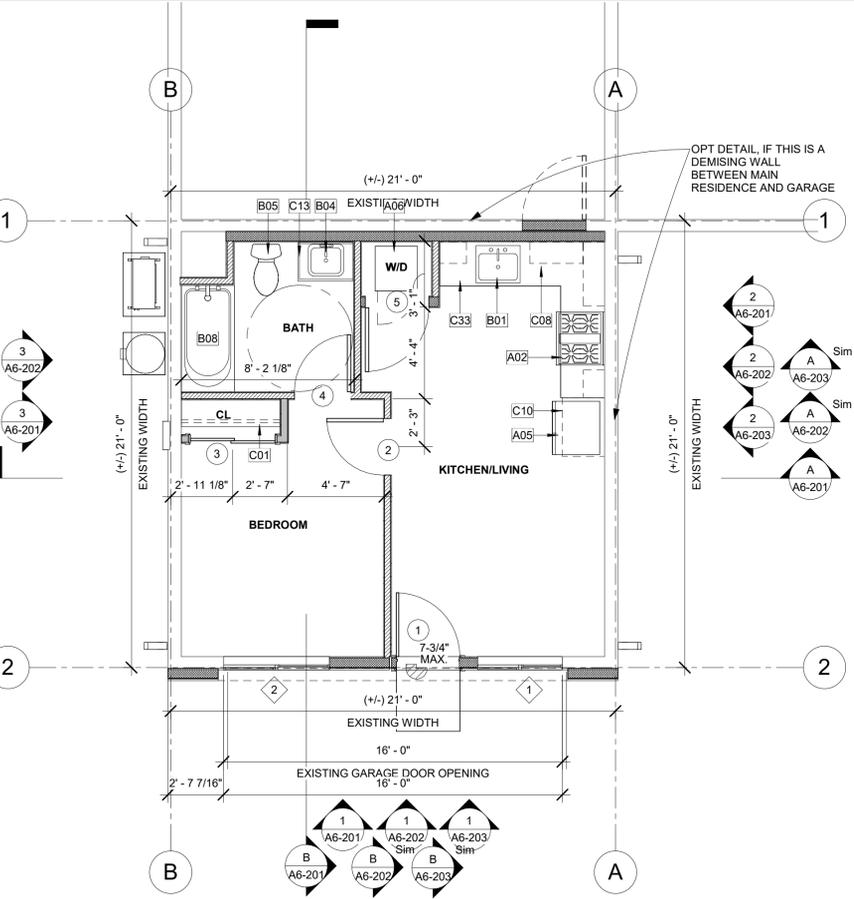 B
A
OPT DETAIL, IF THIS IS A
DEMISING WALL
BETWEEN MAIN
RESIDENCE AND GARAGE
(+/-) 21' - 0"
EXISTING WIDTH
B05
C13
B04
A06
1
1
W/D
5
3' - 1"
C33
B01
C08
BATH
B08
A02
4' - 4"
8' - 2 1/8"
4
CL
2' - 3"
C10
A05
3
C01
2
KITCHEN/LIVING
2' - 11 1/8"
2' - 7"
4' - 7"
BEDROOM
3
A6-202
3
A6-201
(+/-) 21' - 0"
EXISTING WIDTH
(+/-) 21' - 0"
EXISTING WIDTH
2
A6-201
2
A6-202
Sim
A
A6-203
2
A6-203
Sim
A
A6-202
A
A6-201
1
7-3/4"
MAX.
2
2
2
1
(+/-) 21' - 0"
EXISTING WIDTH
16' - 0"
EXISTING GARAGE DOOR OPENING
2' - 7 7/16"
16' - 0"
1
A6-201
1
A6-202
Sim
1
A6-203
Sim
B
A6-201
B
A6-202
B
A6-203
B
A